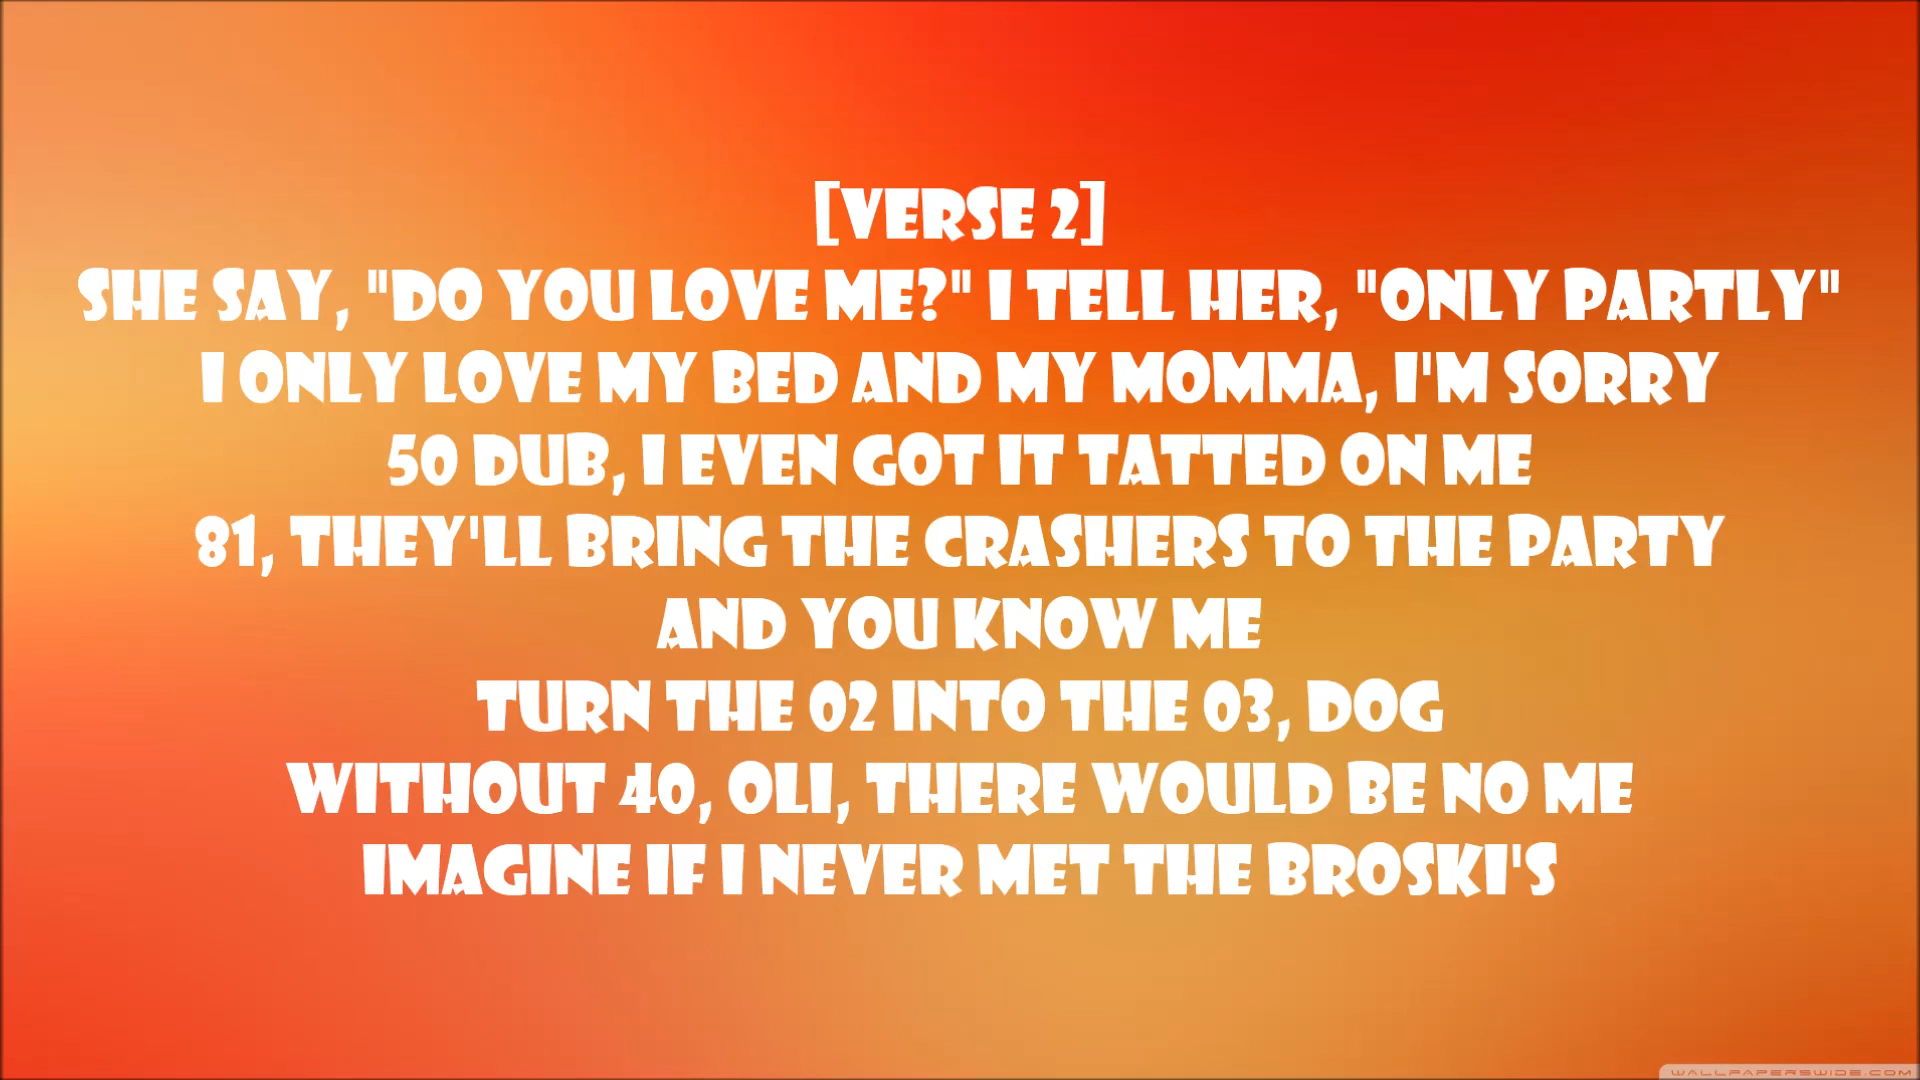 [VERSE 2]
SHE SAY, "DO YOU LOVE ME?" I TELL HER, "ONLY PARTLY"
I ONLY LOVE MY BED AND MY MOMMA, I'M SORRY
50 DUB, I EVEN GOT IT TATTED ON ME
81, THEY'LL BRING THE CRASHERS TO THE PARTY
AND YOU KNOW ME
TURN THE 02 INTO THE 03, DOG
WITHOUT 40, OLI, THERE WOULD BE NO ME
IMAGINE IF I NEVER MET THE BROSKI'S
WALLPAPERSWIDE.COM